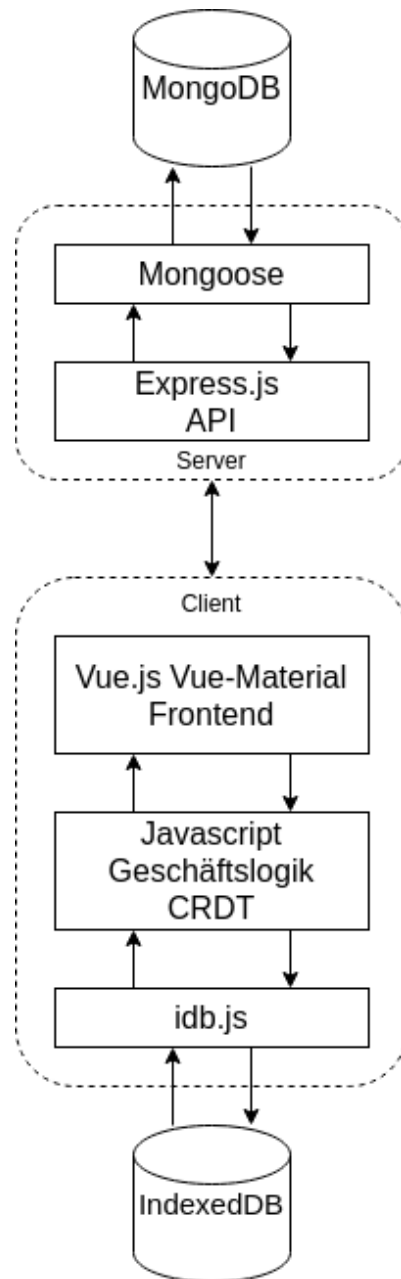 MongoDB
Mongoose
Express.js
API
Server
Client
Vue.js Vue-Material
Frontend
Javascript
Geschäftslogik
CRDT
idb.js
IndexedDB